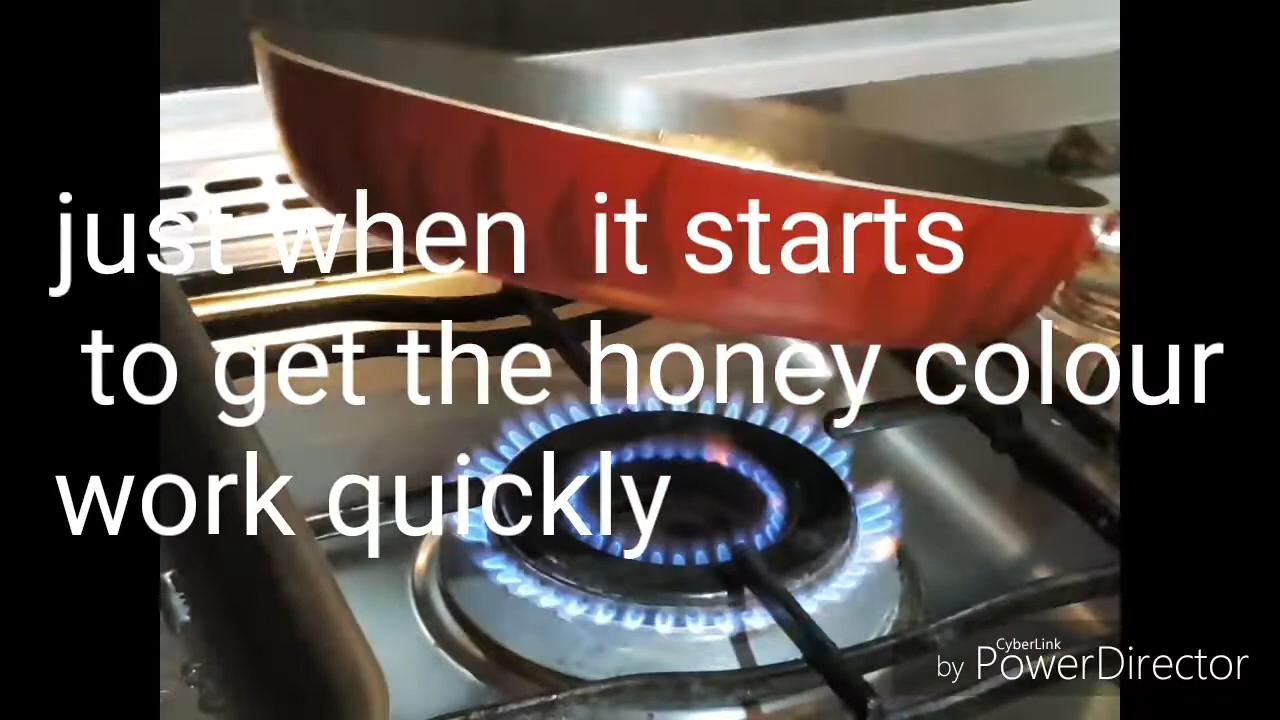 just when  it starts
to get the honey colour
work quickly
CyberLink
by PowerDirector